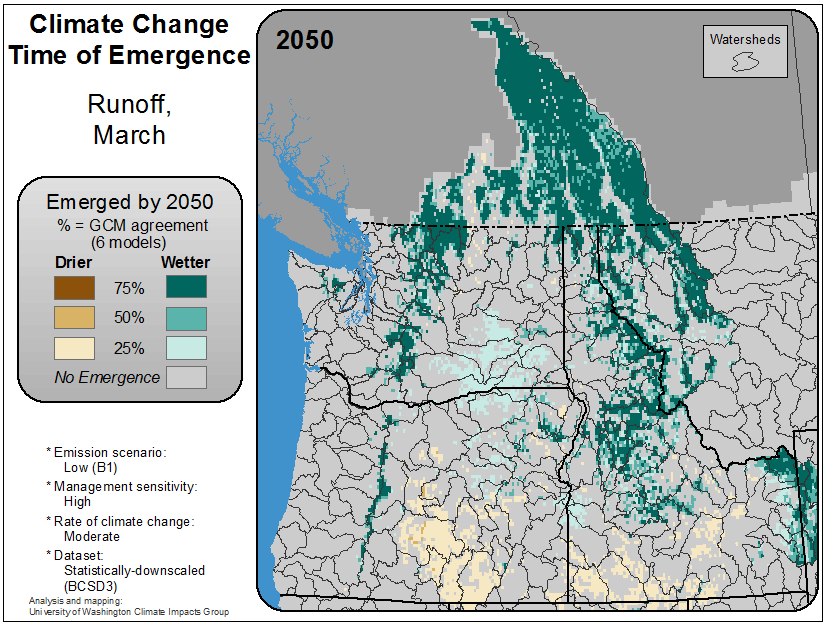 Climate Change
Time of Emergence
Runoff,
March
Emerged by 2050
% = GCM agreement
(6 models)
Drier Wetter
75%
50%
25%
No Emergence
* Emission scenario:
Low (B1)
* Management sensitivity:
High
* Rate of climate change:
Moderate
* Dataset:
Statistically-downscaled
(BCSD3)
Analysis and mapping:
University of Washington Climate Impacts Group
2050
Watersheds